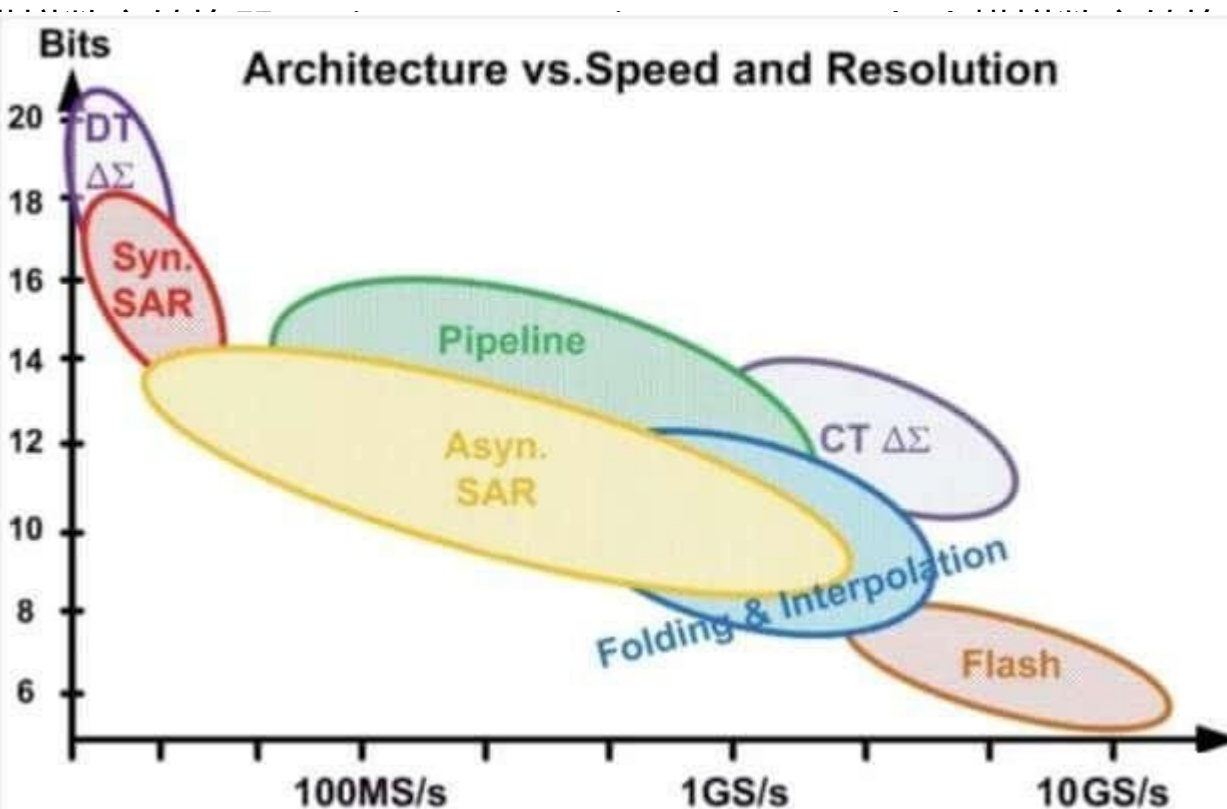 Bits
Architecture vs.Speed and Resolution
20
18
16
14
12
10
8
6
DT
ΔΣ
Syn.
SAR
Pipeline
Asyn.
SAR
CT ΔΣ
Folding & Interpolation
Flash
100MS/s
1GS/s
10GS/s